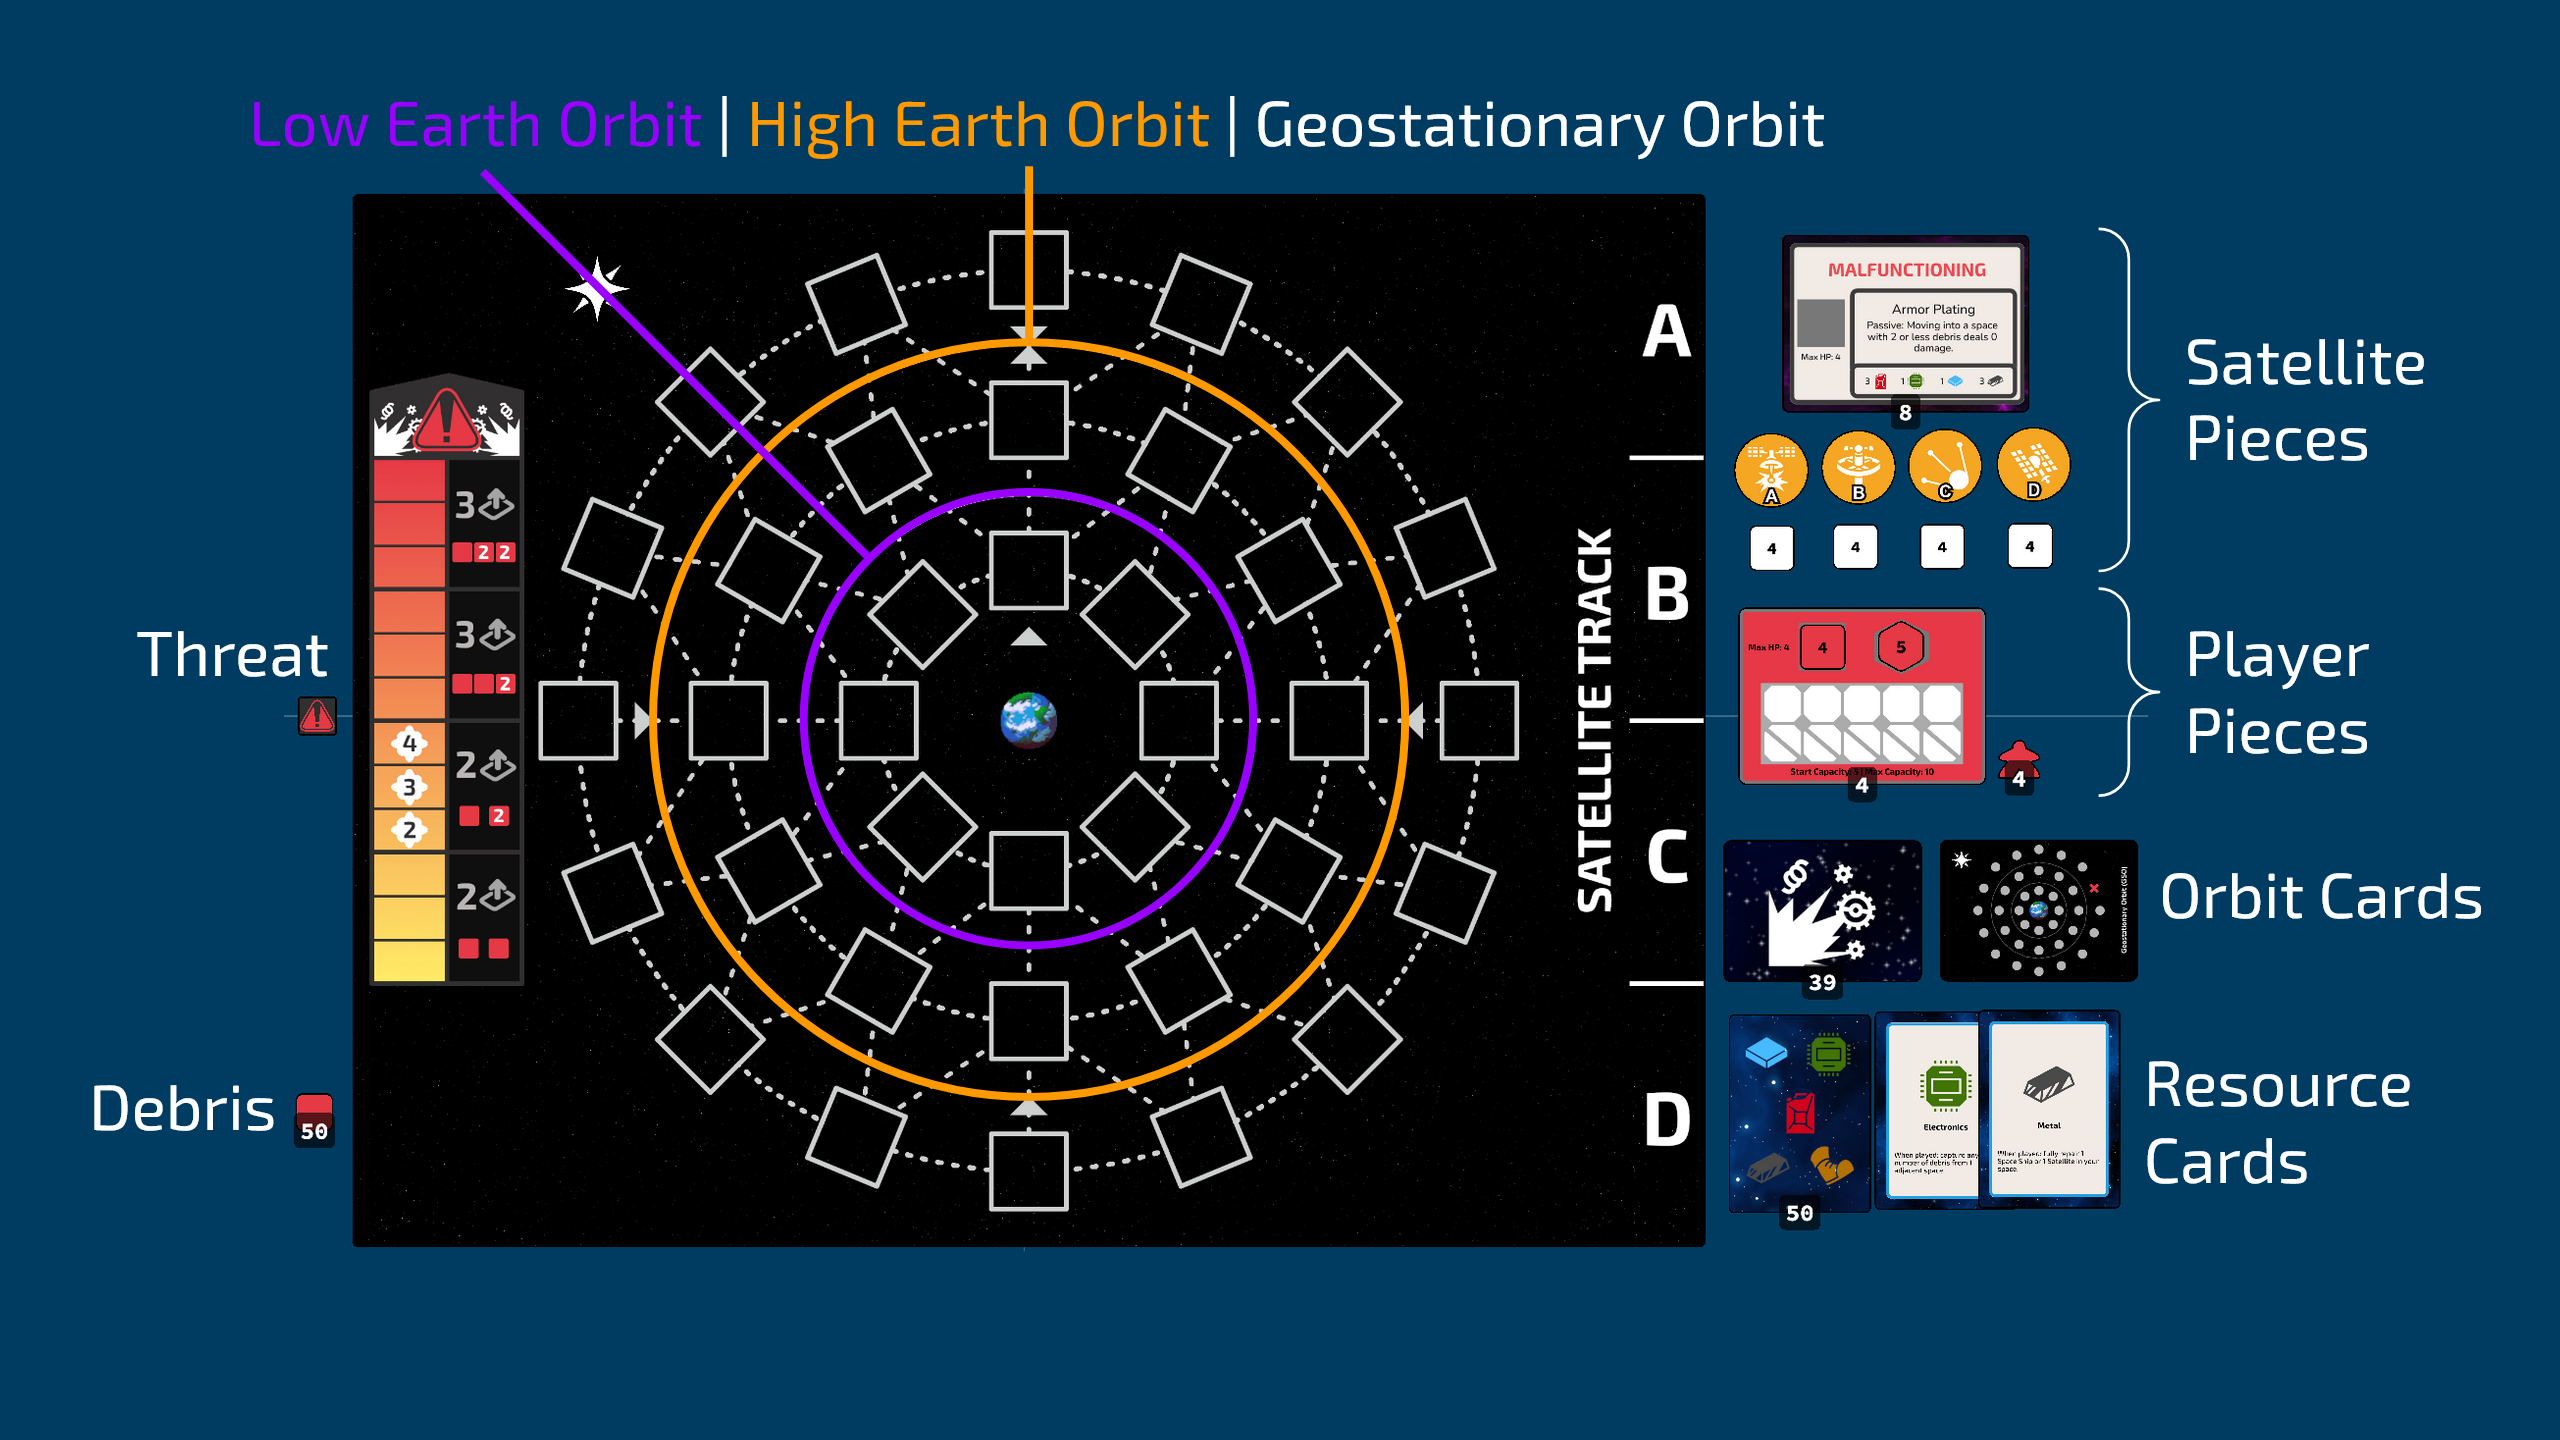 Low Earth Orbit | High Earth Orbit | Geostationary Orbit
Threat
Debris
50
3
2 2
3
2
4
3
2
2
2
2
SATELLITE TRACK
A
B
C
D
MALFUNCTIONING
Armor Plating
Passive: Moving into a space
with 2 or less debris deals 0
damage.
Max HP: 4
3 1 1 3
8
A B C D
4 4 4 4
Satellite
Pieces
Max HP: 4
4
5
Start Capacity: 5 | Max Capacity: 10
4
4
Player
Pieces
39
Geostationary Orbit (GSO)
Orbit Cards
50
Electronics
When played: capture any
number of debris from 1
adjacent space
Metal
When played: fully repair 1
Space Ship or 1 Satellite in your
space.
Resource
Cards